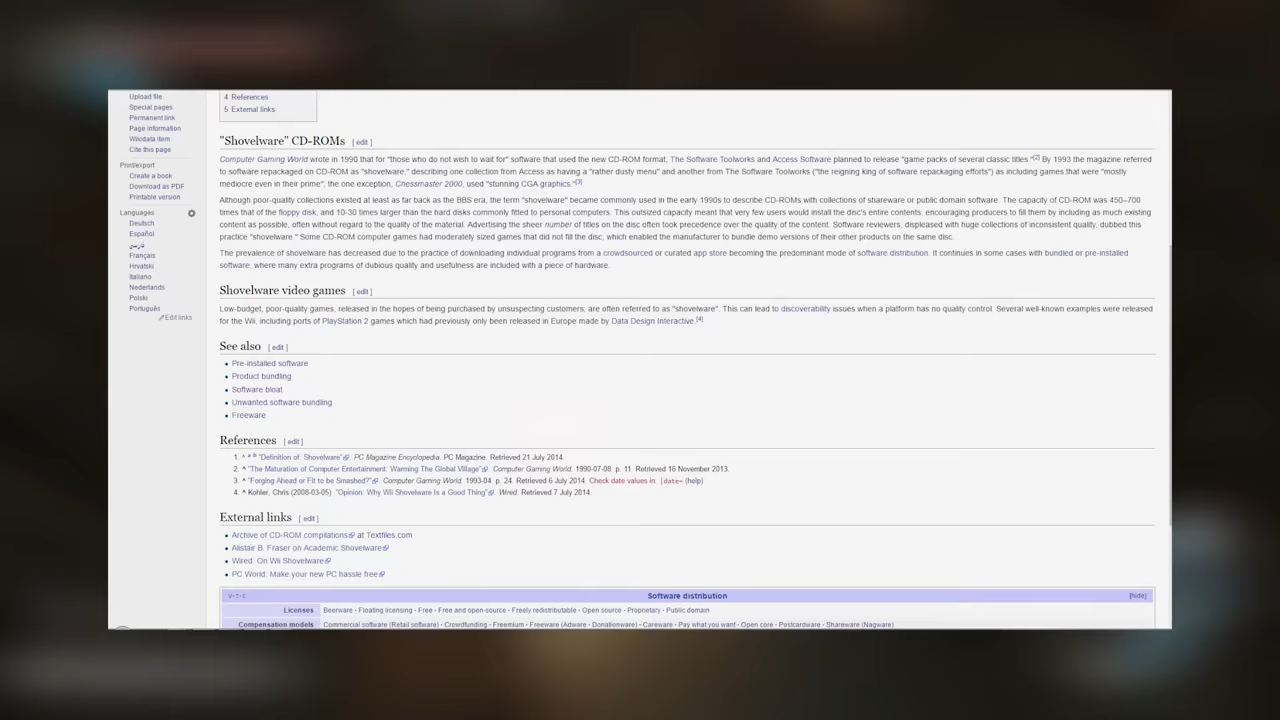 Upload file
Special pages
Permanent link
Page information
Wikidata item
Cite this page
Print/export
Create a book
Download as PDF
Printable version
Languages
Deutsch
Español
فارسی
Français
Hrvatski
Italiano
Nederlands
Polski
Português
Edit links
4 References
5 External links
"Shovelware" CD-ROMs [ edit ]
Computer Gaming World wrote in 1990 that for "those who do not wish to wait for" software that used the new CD-ROM format, The Software Toolworks and Access Software planned to release "game packs of several classic titles "[2] By 1993 the magazine referred
to software repackaged on CD-ROM as "shovelware," describing one collection from Access as having a "rather dusty menu" and another from The Software Toolworks ("the reigning king of software repackaging efforts") as including games that were "mostly
mediocre even in their prime"; the one exception, Chessmaster 2000, used "stunning CGA graphics."[3]
Although poor-quality collections existed at least as far back as the BBS era, the term "shovelware" became commonly used in the early 1990s to describe CD-ROMs with collections of shareware or public domain software. The capacity of CD-ROM was 450–700
times that of the floppy disk, and 10-30 times larger than the hard disks commonly fitted to personal computers. This outsized capacity meant that very few users would install the disc's entire contents, encouraging producers to fill them by including as much existing
content as possible, often without regard to the quality of the material. Advertising the sheer number of titles on the disc often took precedence over the quality of the content. Software reviewers, displeased with huge collections of inconsistent quality, dubbed this
practice "shovelware." Some CD-ROM computer games had moderately sized games that did not fill the disc, which enabled the manufacturer to bundle demo versions of their other products on the same disc.
The prevalence of shovelware has decreased due to the practice of downloading individual programs from a crowdsourced or curated app store becoming the predominant mode of software distribution. It continues in some cases with bundled or pre-installed
software, where many extra programs of dubious quality and usefulness are included with a piece of hardware.
Shovelware video games [ edit ]
Low-budget, poor-quality games, released in the hopes of being purchased by unsuspecting customers, are often referred to as "shovelware". This can lead to discoverability issues when a platform has no quality control. Several well-known examples were released
for the Wii, including ports of PlayStation 2 games which had previously only been released in Europe made by Data Design Interactive.[4]
See also [ edit ]
• Pre-installed software
• Product bundling
• Software bloat
• Unwanted software bundling
• Freeware
References [ edit ]
1. ^ a b "Definition of: Shovelware". PC Magazine Encyclopedia. PC Magazine. Retrieved 21 July 2014.
2. ^ "The Maturation of Computer Entertainment: Warming The Global Village". Computer Gaming World. 1990-07-08. p. 11. Retrieved 16 November 2013.
3. ^ "Forging Ahead or Fit to be Smashed?". Computer Gaming World. 1993-04. p. 24. Retrieved 6 July 2014. Check date values in: |date= (help)
4. ^ Kohler, Chris (2008-03-05). "Opinion: Why Wii Shovelware Is a Good Thing". Wired. Retrieved 7 July 2014.
External links [ edit ]
• Archive of CD-ROM compilations at Textfiles.com
• Alistair B. Fraser on Academic Shovelware
• Wired: On Wii Shovelware
• PC World: Make your new PC hassle free
V·T·E Software distribution [hide]
Licenses Beerware · Floating licensing · Free · Free and open-source · Freely redistributable · Open source · Proprietary · Public domain
Compensation models Commercial software (Retail software) · Crowdfunding · Freemium · Freeware (Adware · Donationware) · Careware · Pay what you want · Open core · Postcardware · Shareware (Nagware)